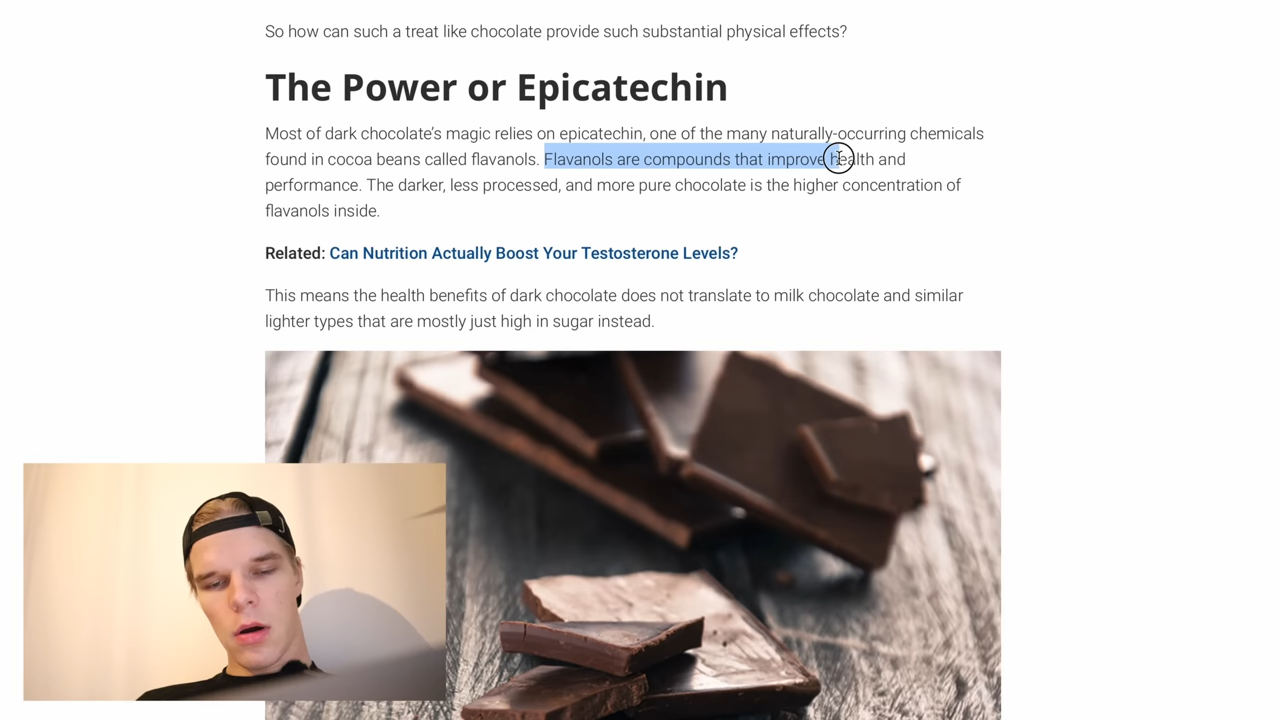 So how can such a treat like chocolate provide such substantial physical effects?
The Power or Epicatechin
Most of dark chocolate’s magic relies on epicatechin, one of the many naturally-occurring chemicals
found in cocoa beans called flavanols. Flavanols are compounds that improve health and
performance. The darker, less processed, and more pure chocolate is the higher concentration of
flavanols inside.
Related: Can Nutrition Actually Boost Your Testosterone Levels?
This means the health benefits of dark chocolate does not translate to milk chocolate and similar
lighter types that are mostly just high in sugar instead.